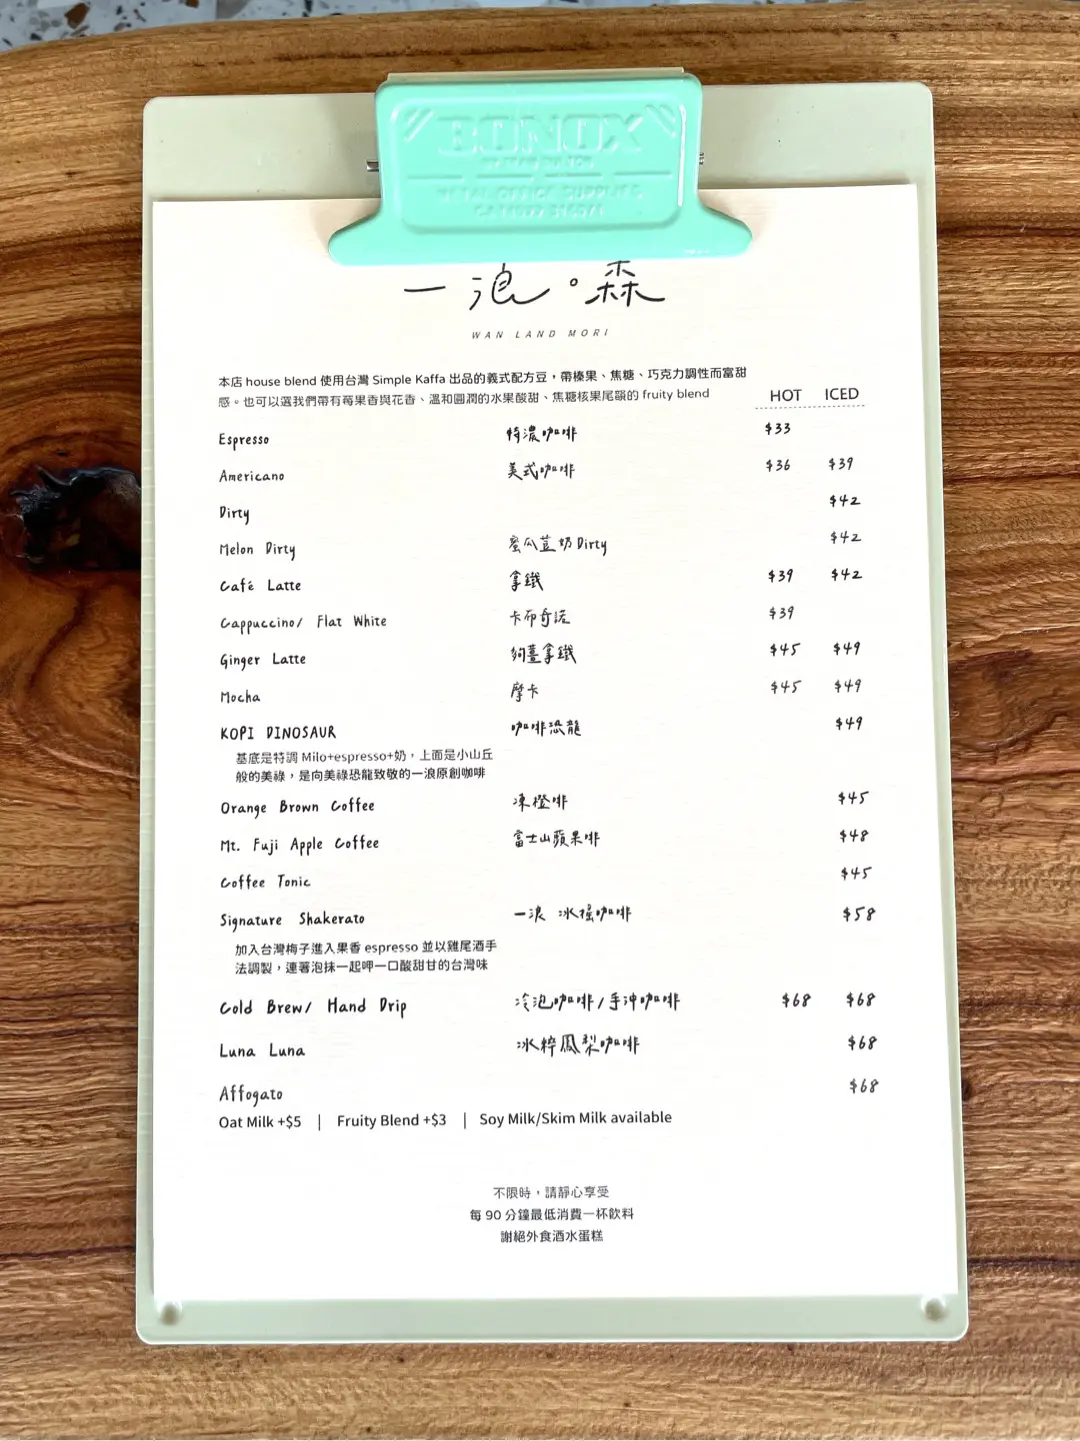 BONOX
METAL OFFICE SUPPLIES
一浪。森
WAN LAND MORI
本店 house blend 使用台灣 Simple Kaffa 出品的義式配方豆，帶榛果、焦糖、巧克力調性而富甜
感。也可以選我們帶有莓果香與花香、溫和圓潤的水果酸甜、焦糖核果尾韻的 fruity blend
HOT ICED
Espresso 特濃咖啡 $33
Americano 美式咖啡 $36 $39
Dirty $42
Melon Dirty 蜜瓜荳奶Dirty $42
Café Latte 拿鐵 $39 $42
Cappuccino/ Flat White 卡布奇諾 $39
Ginger Latte 夠薑拿鐵 $45 $49
Mocha 摩卡 $45 $49
KOPI DINOSAUR 咖啡恐龍 $49
基底是特調 Milo+espresso+奶，上面是小山丘
般的美祿，是向美祿恐龍致敬的一浪原創咖啡
Orange Brown Coffee 凍橙啡 $45
Mt. Fuji Apple Coffee 富士山蘋果啡 $48
Coffee Tonic $45
Signature Shakerato 一浪 冰搖咖啡 $58
加入台灣梅子進入果香 espresso 並以雞尾酒手
法調製，連著泡抹一起呷一口酸甜甘的台灣味
Cold Brew/ Hand Drip 冷泡咖啡/手沖咖啡 $68 $68
Luna Luna 冰粹鳳梨咖啡 $68
Affogato $68
Oat Milk +$5 | Fruity Blend +$3 | Soy Milk/Skim Milk available
不限時，請靜心享受
每 90 分鐘最低消費一杯飲料
謝絕外食酒水蛋糕